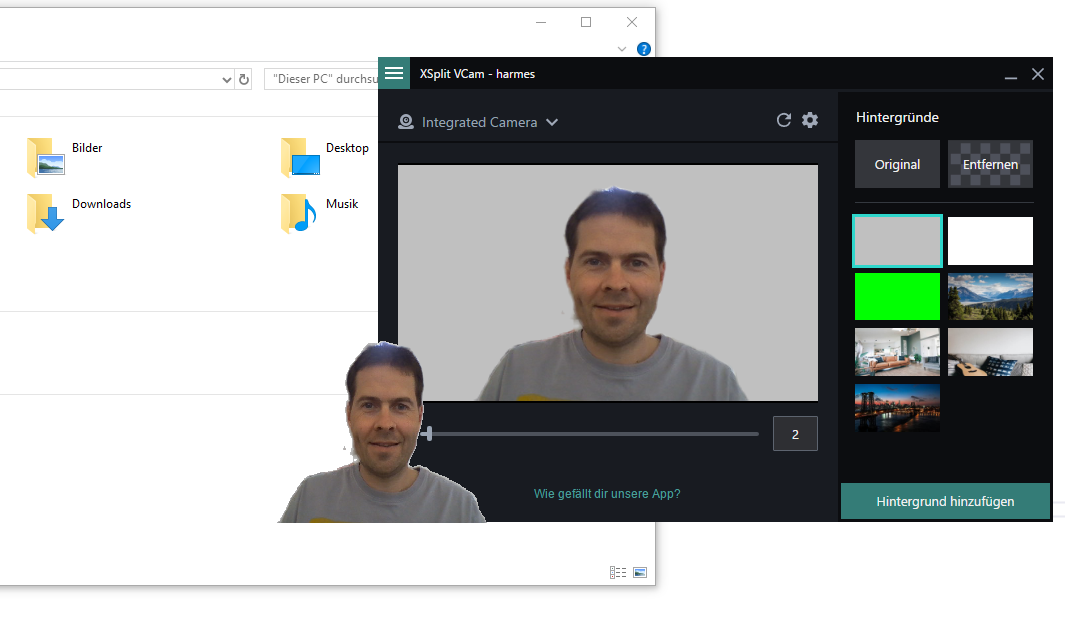 ?
"Dieser PC" durchsu
Bilder
Desktop
Downloads
Musik
XSplit VCam - harmes
Integrated Camera
2
Wie gefällt dir unsere App?
Hintergründe
Original
Entfernen
Hintergrund hinzufügen